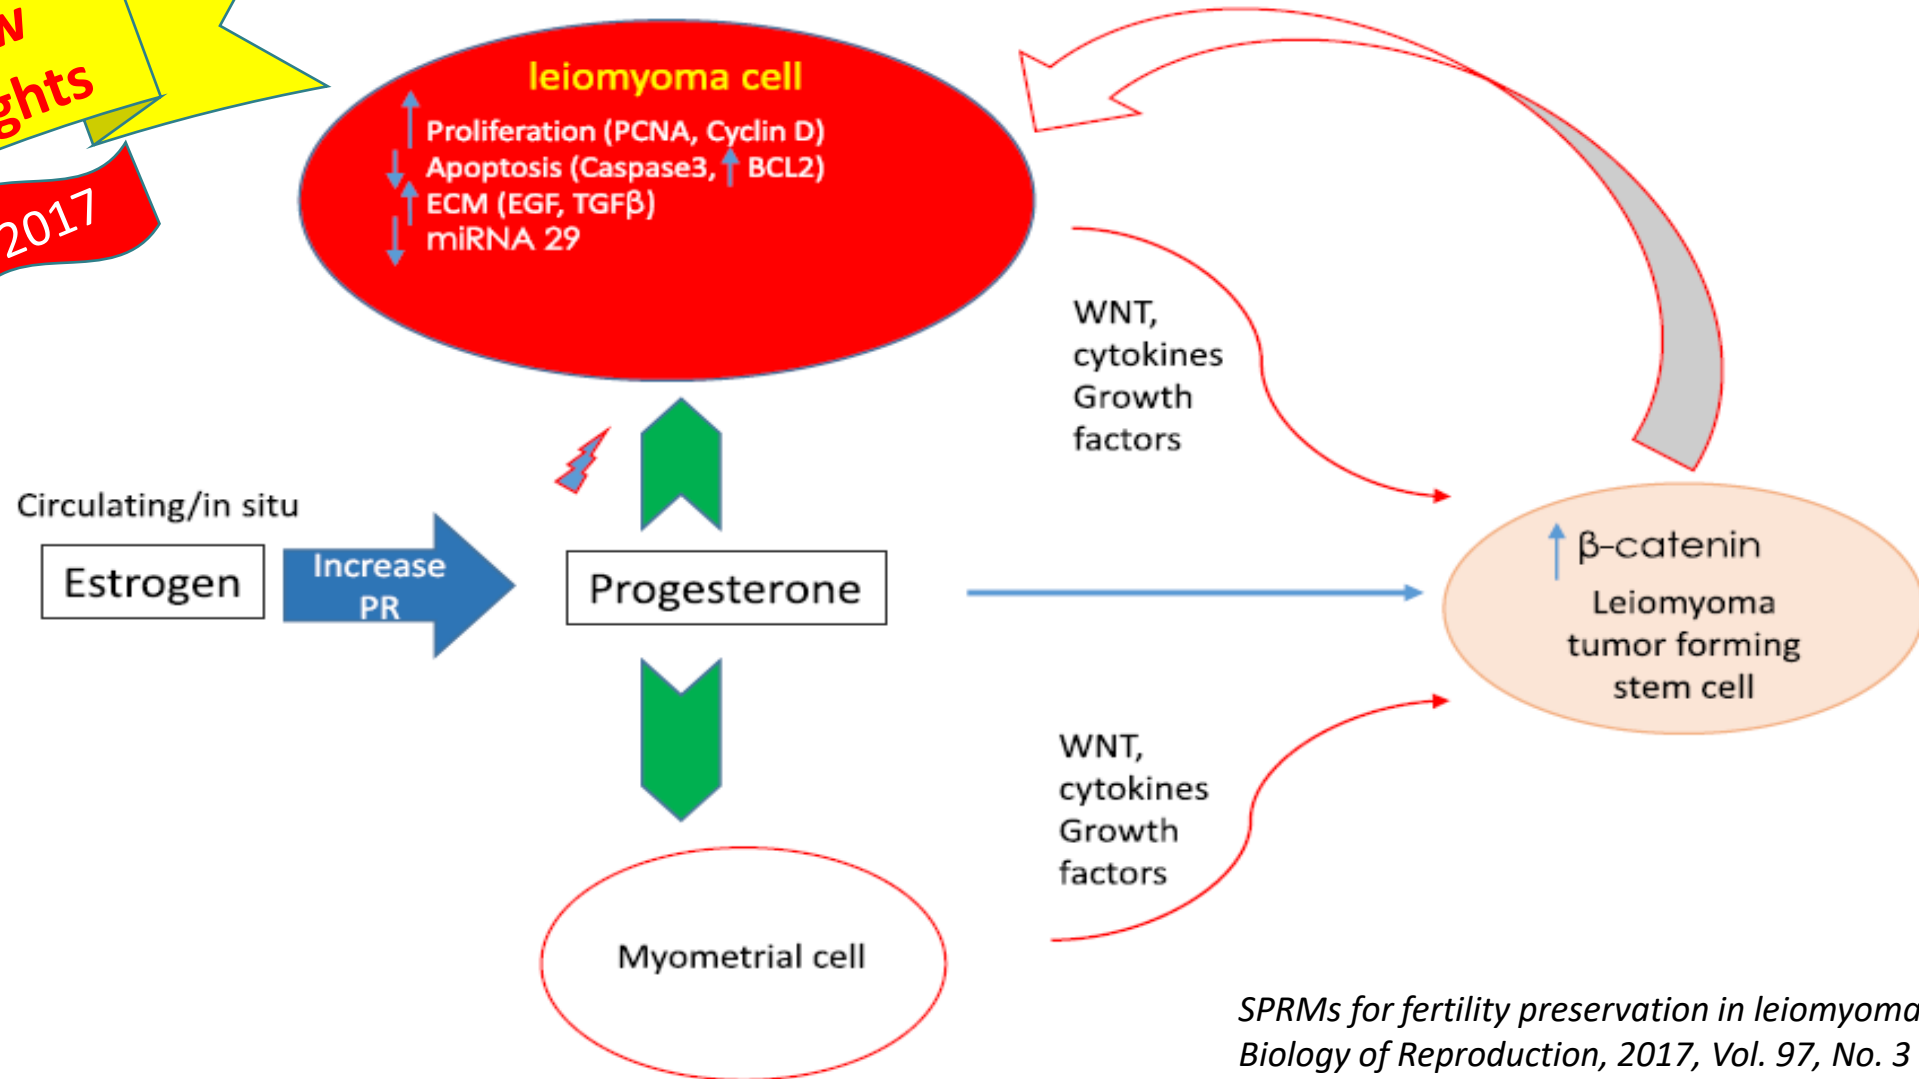 2017
leiomyoma cell
Proliferation (PCNA, Cyclin D)
Apoptosis (Caspase3, BCL2)
ECM (EGF, TGFβ)
miRNA 29
WNT,
cytokines
Growth
factors
Circulating/in situ
Estrogen
Increase
PR
Progesterone
β-catenin
Leiomyoma
tumor forming
stem cell
WNT,
cytokines
Growth
factors
Myometrial cell
SPRMs for fertility preservation in leiomyoma
Biology of Reproduction, 2017, Vol. 97, No. 3